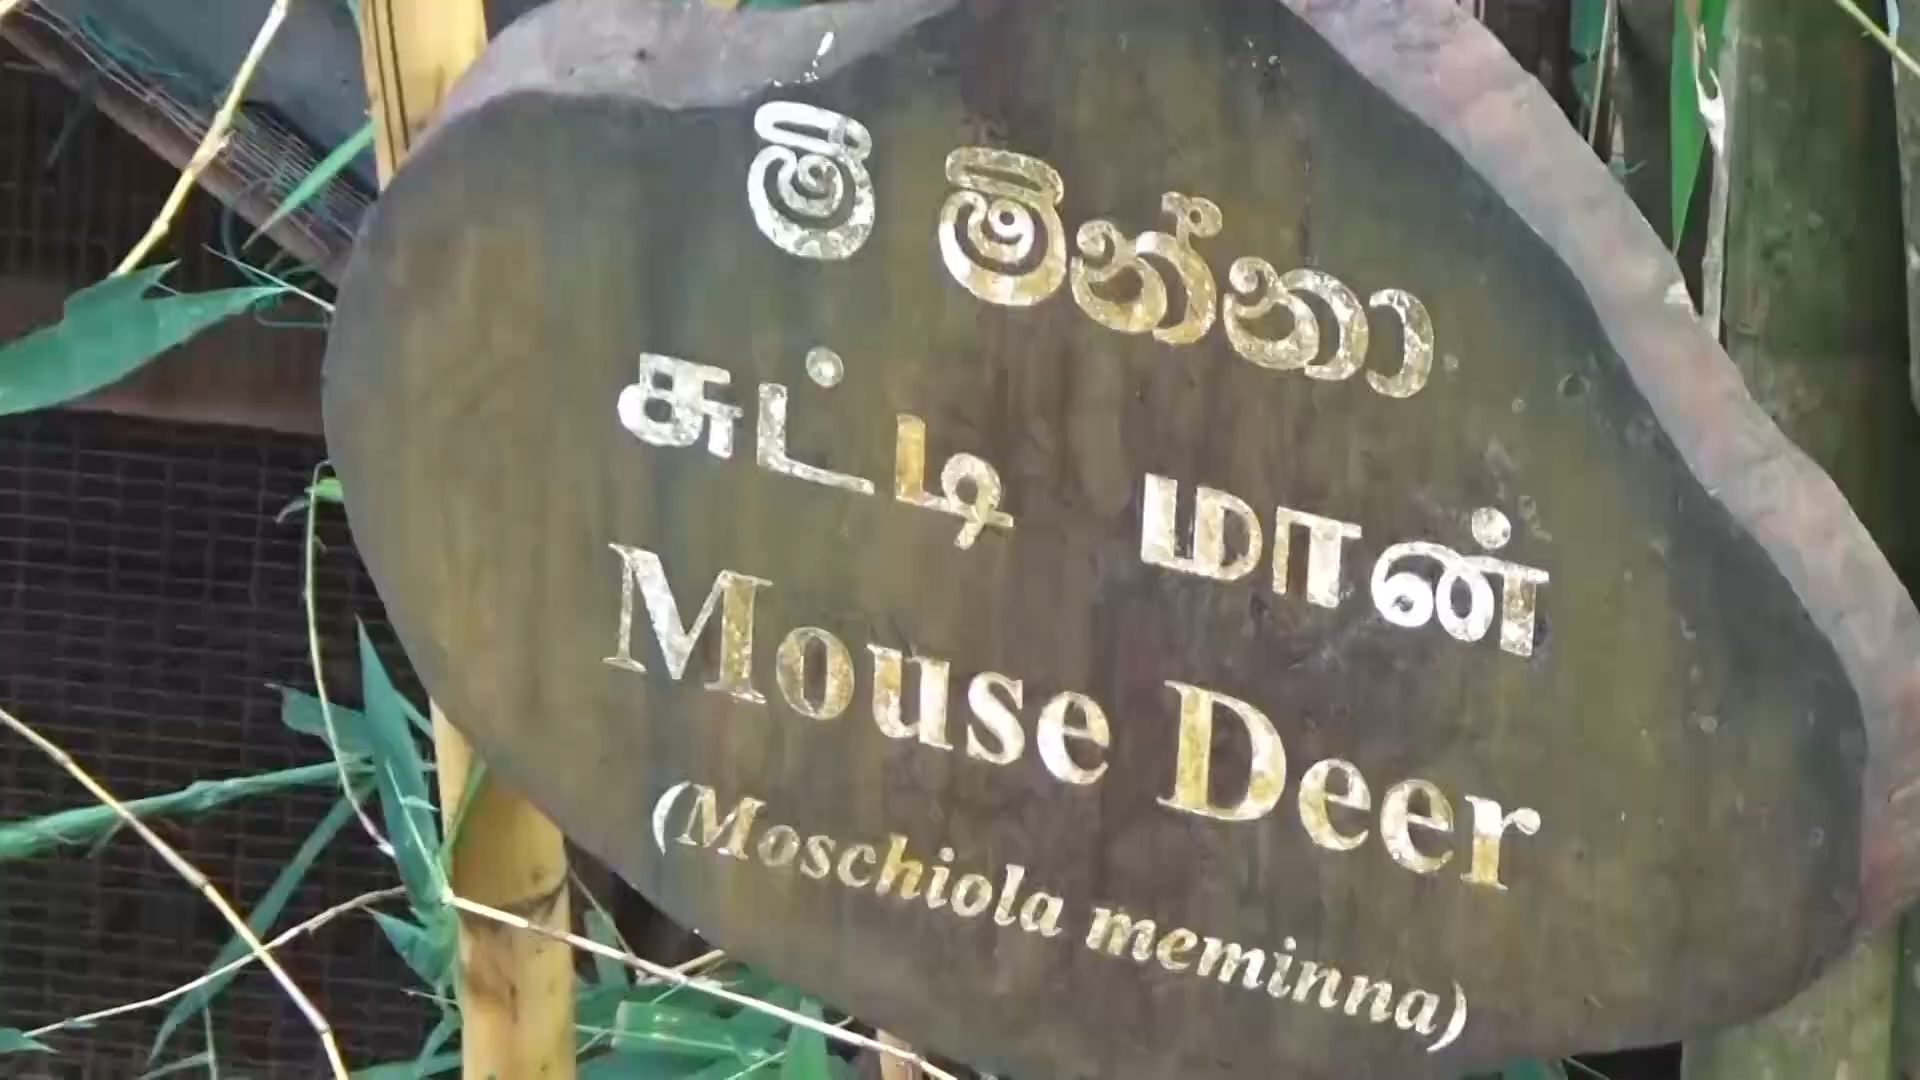 මී මින්නා
சுட்டி மான்
Mouse Deer
(Moschiola meminna)